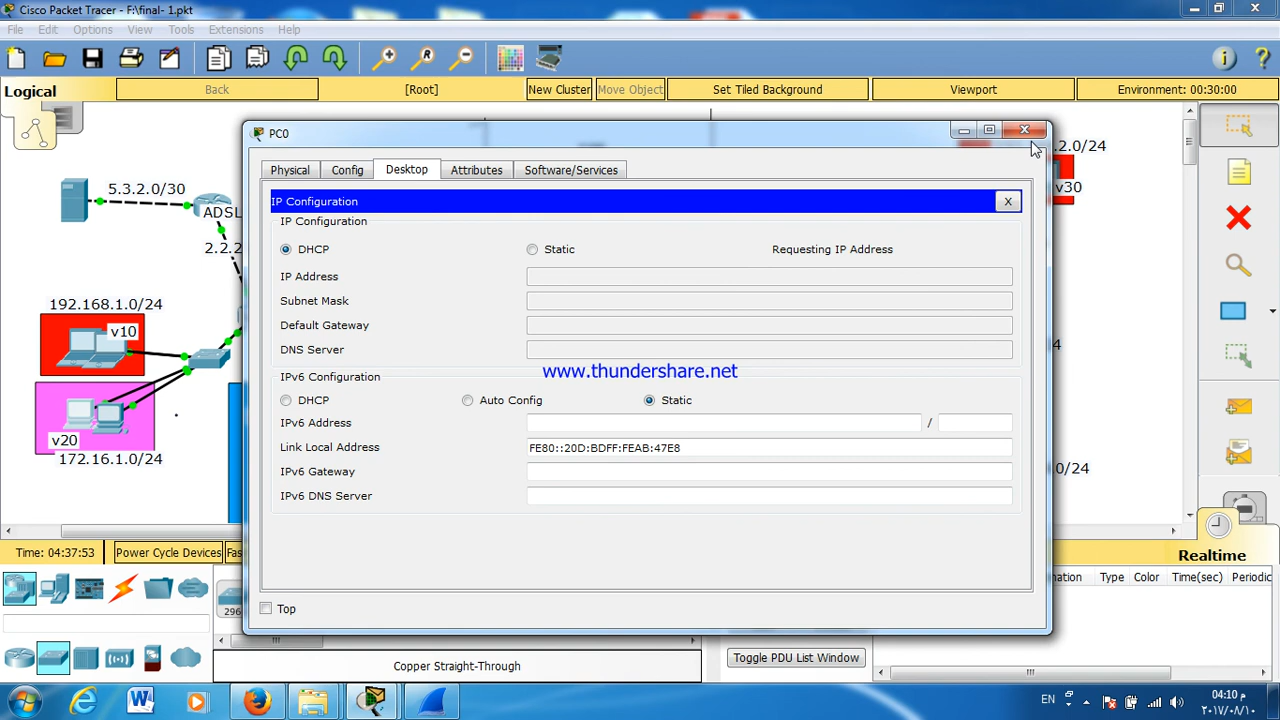 Cisco Packet Tracer - F:\final- 1.pkt
File Edit Options View Tools Extensions Help
Logical Back [Root] New Cluster Move Object Set Tiled Background Viewport Environment: 00:30:00
PC0
Physical Config Desktop Attributes Software/Services
IP Configuration X
IP Configuration
DHCP Static Requesting IP Address
IP Address
Subnet Mask
Default Gateway
DNS Server
www.thundershare.net
IPv6 Configuration
DHCP Auto Config Static
IPv6 Address /
Link Local Address FE80::20D:BDFF:FEAB:47E8
IPv6 Gateway
IPv6 DNS Server
Top
5.3.2.0/30
ADSL
2.2.2
192.168.1.0/24
v10
v20
172.16.1.0/24
.2.0/24
v30
0/24
Time: 04:37:53 Power Cycle Devices Realtime
Type Color Time(sec) Periodic
296
Copper Straight-Through
Toggle PDU List Window
EN
04:10 م
٢٠١٧/٠٨/١٠